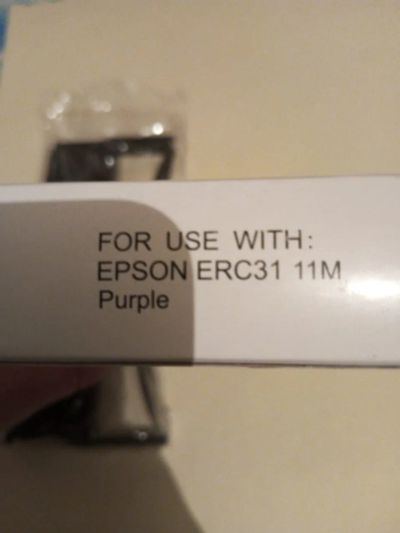 FOR USE WITH:
EPSON ERC31 11M
Purple